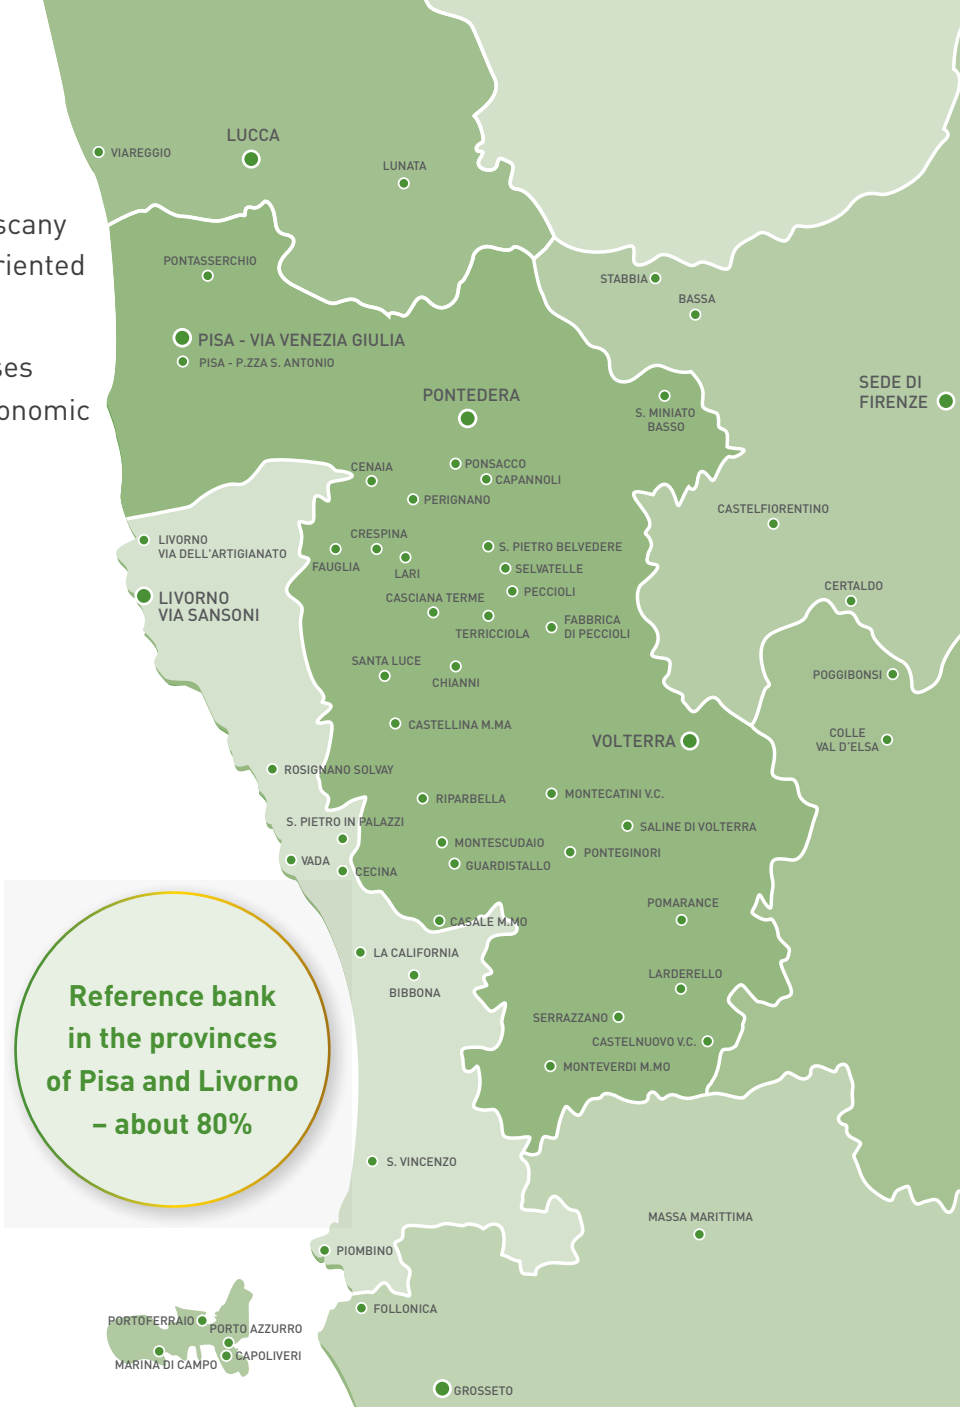 LUCCA
VIAREGGIO
LUNATA
scany
riented
ses
onomic
PONTASSERCHIO
STABBIA
BASSA
PISA - VIA VENEZIA GIULIA
PISA - P.ZZA S. ANTONIO
SEDE DI
FIRENZE
PONTEDERA
S. MINIATO
BASSO
CENAIA
PONSACCO
CAPANNOLI
PERIGNANO
CASTELFIORENTINO
LIVORNO
VIA DELL'ARTIGIANATO
CRESPINA
FAUGLIA
LARI
S. PIETRO BELVEDERE
SELVATELLE
PECCIOLI
CERTALDO
LIVORNO
VIA SANSONI
CASCIANA TERME
TERRICCIOLA
FABBRICA
DI PECCIOLI
SANTA LUCE
CHIANNI
POGGIBONSI
CASTELLINA M.MA
VOLTERRA
COLLE
VAL D'ELSA
ROSIGNANO SOLVAY
RIPARBELLA
MONTECATINI V.C.
S. PIETRO IN PALAZZI
SALINE DI VOLTERRA
MONTESCUDAIO
PONTEGINORI
VADA
GUARDISTALLO
CECINA
POMARANCE
CASALE M.MO
LA CALIFORNIA
LARDERELLO
BIBBONA
SERRAZZANO
CASTELNUOVO V.C.
MONTEVERDI M.MO
Reference bank
in the provinces
of Pisa and Livorno
– about 80%
S. VINCENZO
MASSA MARITTIMA
PIOMBINO
FOLLONICA
PORTOFERRAIO
PORTO AZZURRO
CAPOLIVERI
MARINA DI CAMPO
GROSSETO